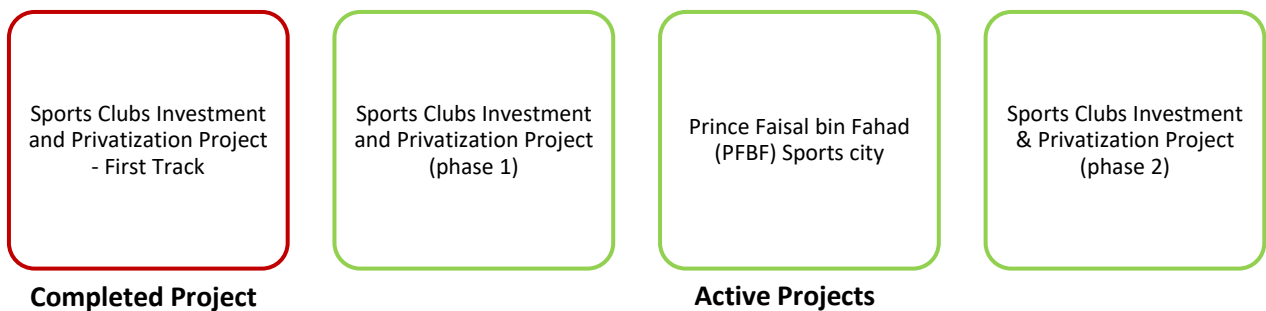 Sports Clubs Investment
and Privatization Project
- First Track
Sports Clubs Investment
and Privatization Project
(phase 1)
Prince Faisal bin Fahad
(PFBF) Sports city
Sports Clubs Investment
& Privatization Project
(phase 2)
Completed Project
Active Projects